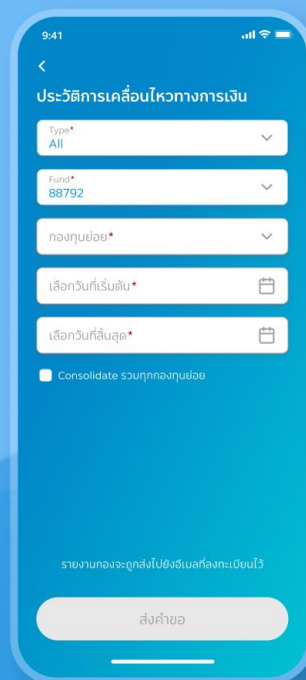 9:41
ประวัติการเคลื่อนไหวทางการเงิน
Type*
All
Fund*
88792
กองทุนย่อย*
เลือกวันที่เริ่มต้น*
เลือกวันที่สิ้นสุด*
Consolidate รวมทุกกองทุนย่อย
รายงานกองจะถูกส่งไปยังอีเมลที่ลงทะเบียนไว้
ส่งคำขอ